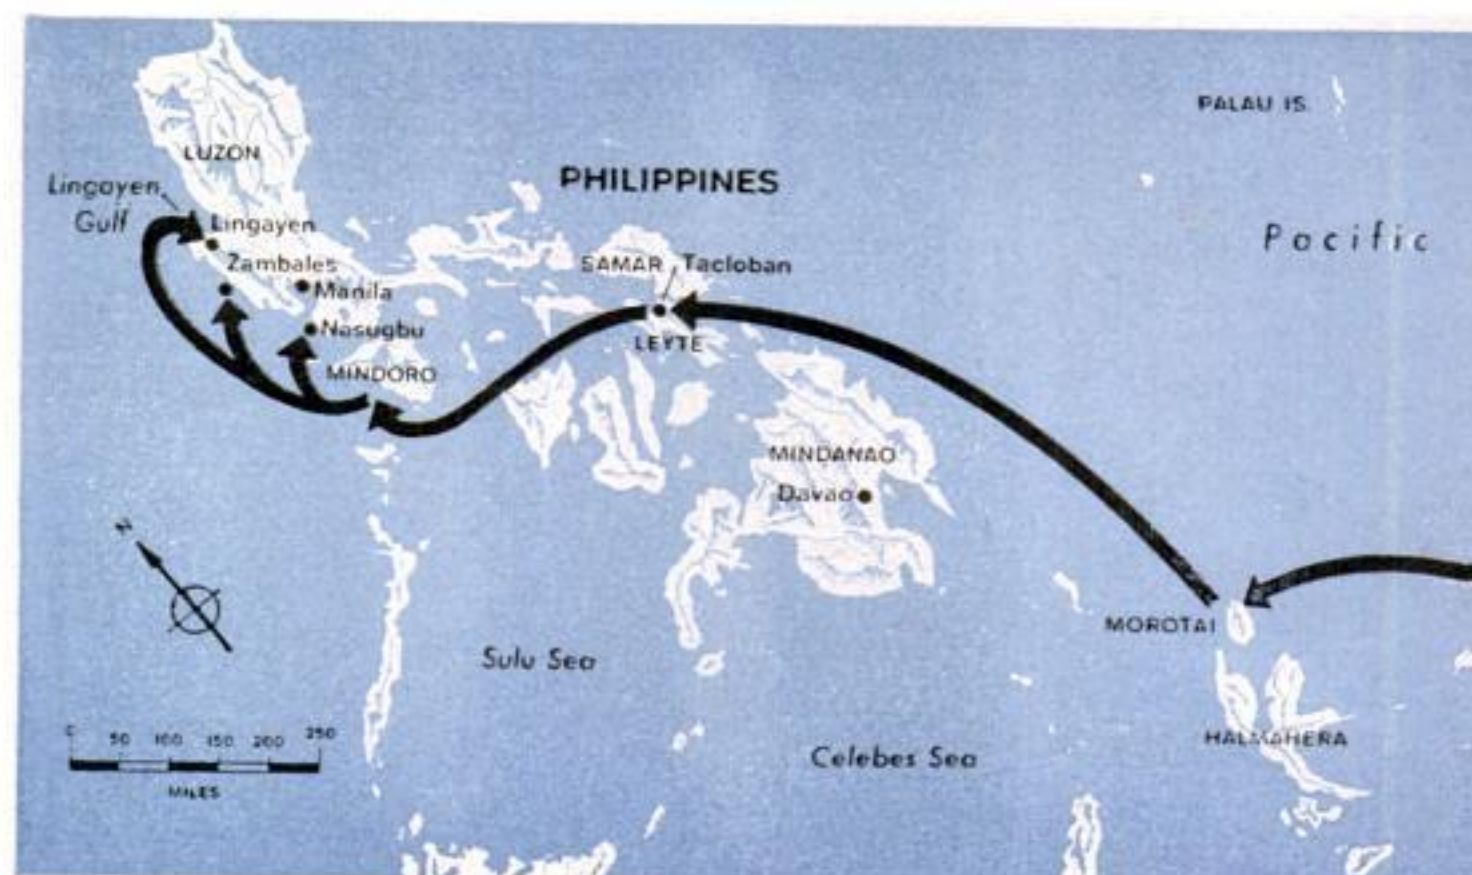 PALAU IS.
LUZON
PHILIPPINES
Lingayen
Gulf
Lingayen
Pacific
Zambales
SAMAR
Tacloban
Manila
Nasugbu
LEYTE
MINDORO
MINDANAO
Davao
N
MOROTAI
Sulu Sea
HALMAHERA
0 50 100 150 200 250
MILES
Celebes Sea